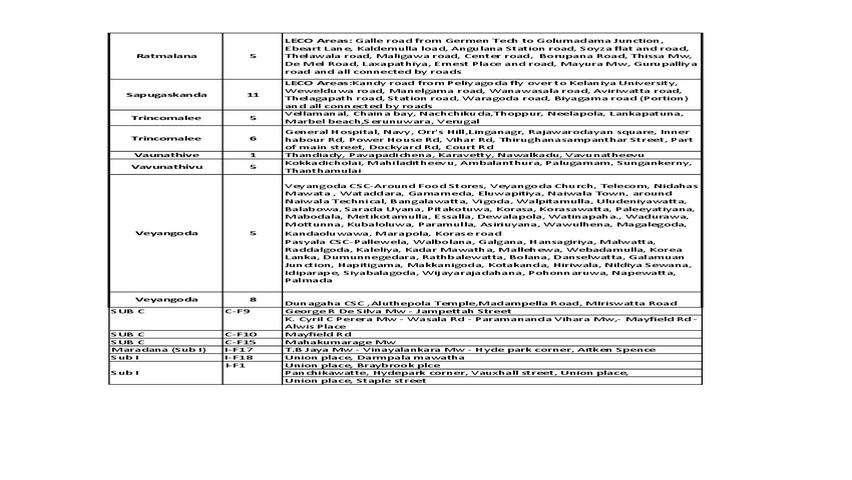 Ratmalana 5 LECO Areas: Galle road from Germen Tech to Golumadama Junction,
Ebeart Lane, Kaldemulla load, Angulana Station road, Soyza flat and road,
Thelawala road, Maligawa road, Center road, Borupana Road, Thissa Mw,
De Mel Road, Laxapathiya, Ernest Place and road, Mayura Mw, Gurupalliya
road and all connected by roads
Sapugaskanda 11 LECO Areas:Kandy road from Peliyagoda fly over to Kelaniya University,
Wewelduwa road, Manelgama road, Wanawasala road, Aviriwatta road,
Thelagapath road, Station road, Waragoda road, Biyagama road (Portion)
and all connected by roads
Trincomalee 5 Vellamanal, China bay, Nachchikuda,Thoppur, Neelapola, Lankapatuna,
Marbel beach,Serunuwara, Verugal
Trincomalee 6 General Hospital, Navy, Orr's Hill,Linganagr, Rajawarodayan square, Inner
habour Rd, Power House Rd, Vihar Rd, Thirughanasampanthar Street, Part
of main street, Dockyard Rd, Court Rd
Vaunathive 1 Thandiady, Pavapadichena, Karavetty, Nawalkadu, Vavunatheevu
Vavunathivu 5 Kokkadicholai, Mahiladitheevu, Ambalanthura, Palugamam, Sungankerny,
Thanthamulai
Veyangoda 5 Veyangoda CSC-Around Food Stores, Veyangoda Church, Telecom, Nidahas
Mawata , Wataddara, Gamameda, Eluwapitiya, Naiwala Town, around
Naiwala Technical, Bangalawatta, Vigoda, Walpitamulla, Uludeniyawatta,
Balabowa, Sarada Uyana, Pitakotuwa, Korasa, Korasawatta, Paleeyatiyana,
Mabodala, Metikotamulla, Essalla, Dewalapola, Watinapaha., Wadurawa,
Mottunna, Kubaloluwa, Paramulla, Asiriuyana, Wawulhena, Magalegoda,
Kandaoluwawa, Marapola, Korase road
Pasyala CSC-Pallewela, Walbolana, Galgana, Hansagiriya, Malwatta,
Raddalgoda, Kaleliya, Kadar Mawatha, Mallehewa, Webadamulla, Korea
Lanka, Dumunnegedara, Rathbalewatta, Bolana, Danselwatta, Galamuan
Junction, Hapitigama, Makkanigoda, Kotakanda, Hiriwala, Nildiya Sewana,
Idiparape, Siyabalagoda, Wijayarajadahana, Pohonnaruwa, Napewatta,
Palmada
Veyangoda 8 Dunagaha CSC ,Aluthepola Temple,Madampella Road, Miriswatta Road
SUB C C-F9 George R De Silva Mw - Jampettah Street
K. Cyril C Perera Mw - Wasala Rd - Paramananda Vihara Mw,- Mayfield Rd -
Alwis Place
SUB C C-F10 Mayfield Rd
SUB C C-F15 Mahakumarage Mw
Maradana (Sub I) I-F17 T.B Jaya Mw - Vinayalankara Mw - Hyde park corner, Aitken Spence
Sub I I-F18 Union place, Darmpala mawatha
Sub I I-F1 Union place, Braybrook plce
Panchikawatte, Hydepark corner, Vauxhall street, Union place,
Union place, Staple street